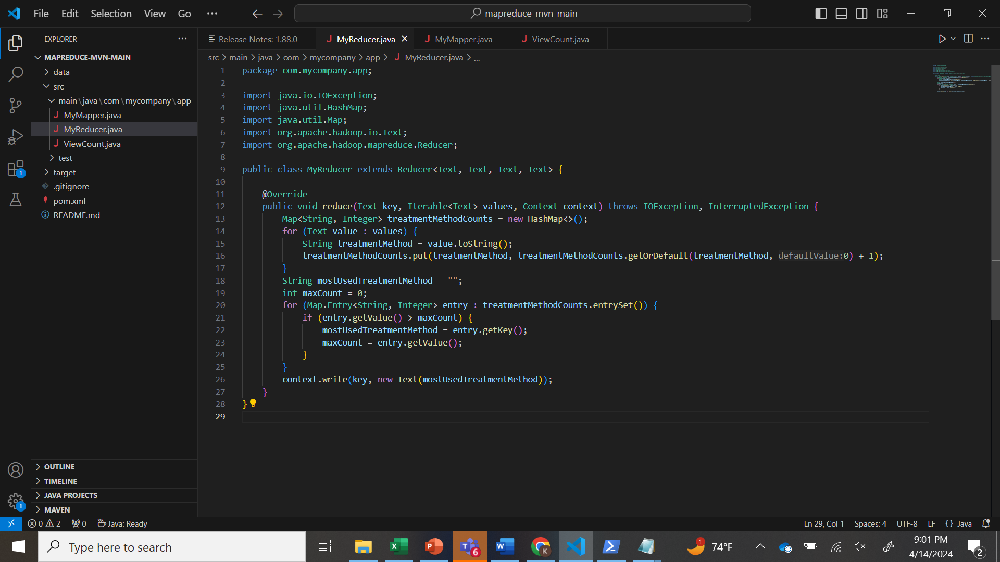 File Edit Selection View Go ··· mapreduce-mvn-main
EXPLORER ···
Release Notes: 1.88.0 MyReducer.java MyMapper.java ViewCount.java
MAPREDUCE-MVN-MAIN
data
src
main\java\com\mycompany\app
MyMapper.java
MyReducer.java
ViewCount.java
test
target
.gitignore
pom.xml
README.md
OUTLINE
TIMELINE
JAVA PROJECTS
MAVEN
1
1
src > main > java > com > mycompany > app > J MyReducer.java > ...
1 package com.mycompany.app;
2
3 import java.io.IOException;
4 import java.util.HashMap;
5 import java.util.Map;
6 import org.apache.hadoop.io.Text;
7 import org.apache.hadoop.mapreduce.Reducer;
8
9 public class MyReducer extends Reducer<Text, Text, Text, Text> {
10
11 @Override
12 public void reduce(Text key, Iterable<Text> values, Context context) throws IOException, InterruptedException {
13 Map<String, Integer> treatmentMethodCounts = new HashMap<>();
14 for (Text value : values) {
15 String treatmentMethod = value.toString();
16 treatmentMethodCounts.put(treatmentMethod, treatmentMethodCounts.getOrDefault(treatmentMethod, defaultValue:0) + 1);
17 }
18 String mostUsedTreatmentMethod = "";
19 int maxCount = 0;
20 for (Map.Entry<String, Integer> entry : treatmentMethodCounts.entrySet()) {
21 if (entry.getValue() > maxCount) {
22 mostUsedTreatmentMethod = entry.getKey();
23 maxCount = entry.getValue();
24 }
25 }
26 context.write(key, new Text(mostUsedTreatmentMethod));
27 }
28 }
29
0 2 0 Java: Ready Ln 29, Col 1 Spaces: 4 UTF-8 LF {} Java
Type here to search
6 K 1 74°F
9:01 PM
4/14/2024
2